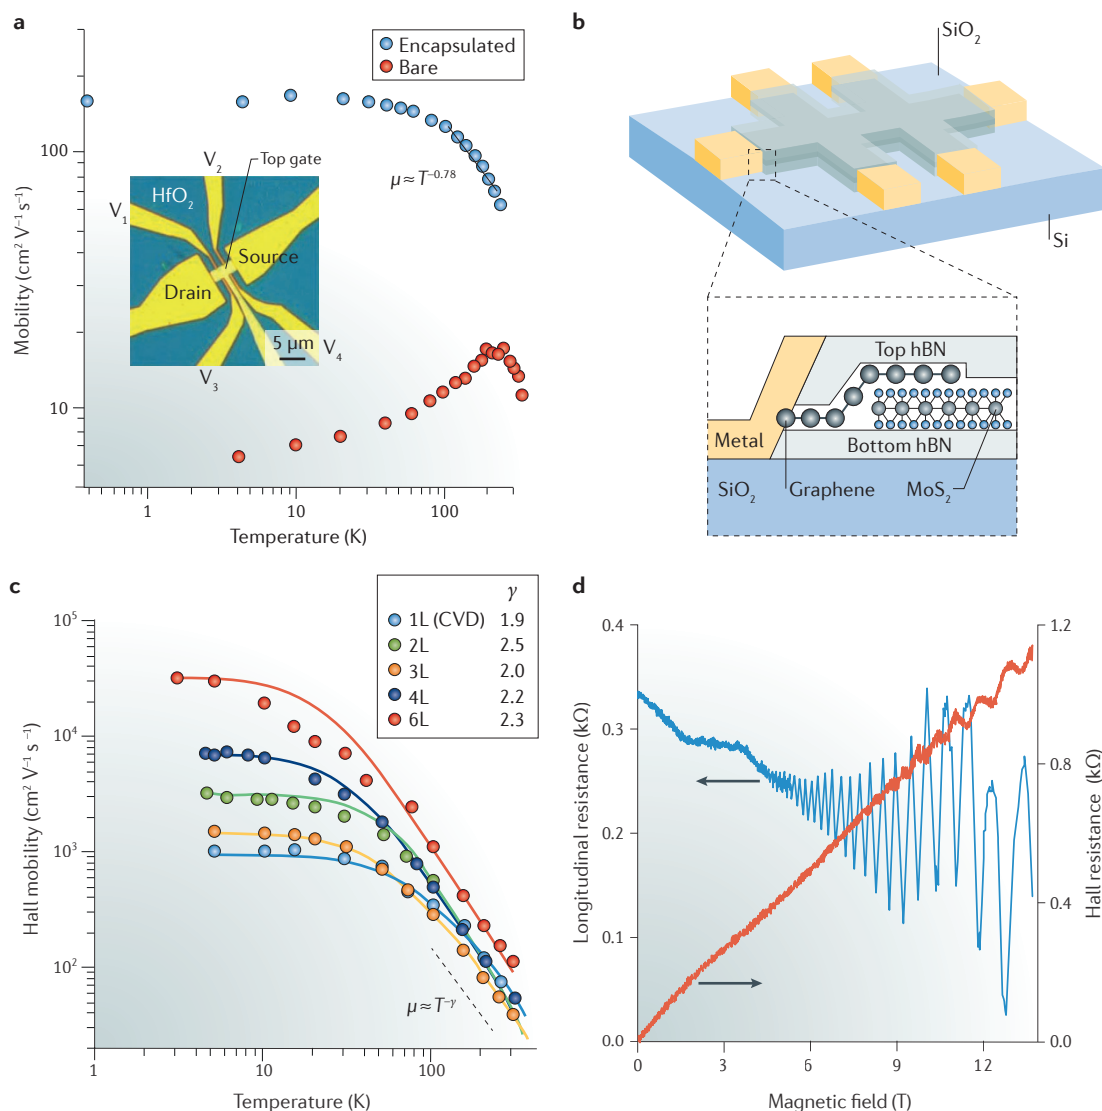 a
Encapsulated
Bare
100
10
Mobility (cm² V⁻¹ s⁻¹)
μ ≈ T⁻⁰·⁷⁸
V₂
Top gate
HfO₂
V₁
Source
Drain
5 μm
V₄
V₃
1 10 100
Temperature (K)
b
SiO₂
Si
Top hBN
Metal
Bottom hBN
SiO₂ Graphene MoS₂
c
γ
1L (CVD) 1.9
2L 2.5
3L 2.0
4L 2.2
6L 2.3
10⁵
10⁴
10³
10²
Hall mobility (cm² V⁻¹ s⁻¹)
μ ≈ T⁻ᵞ
1 10 100
Temperature (K)
d
0.4
0.3
0.2
0.1
0.0
Longitudinal resistance (kΩ)
1.2
0.8
0.4
0.0
Hall resistance (kΩ)
0 3 6 9 12
Magnetic field (T)